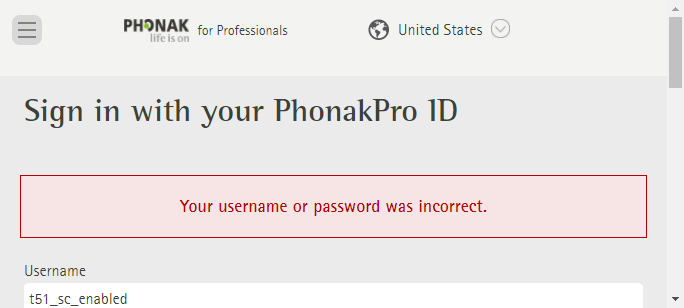 PHONAK
life is on
for Professionals
United States
Sign in with your PhonakPro ID
Your username or password was incorrect.
Username
t51_sc_enabled